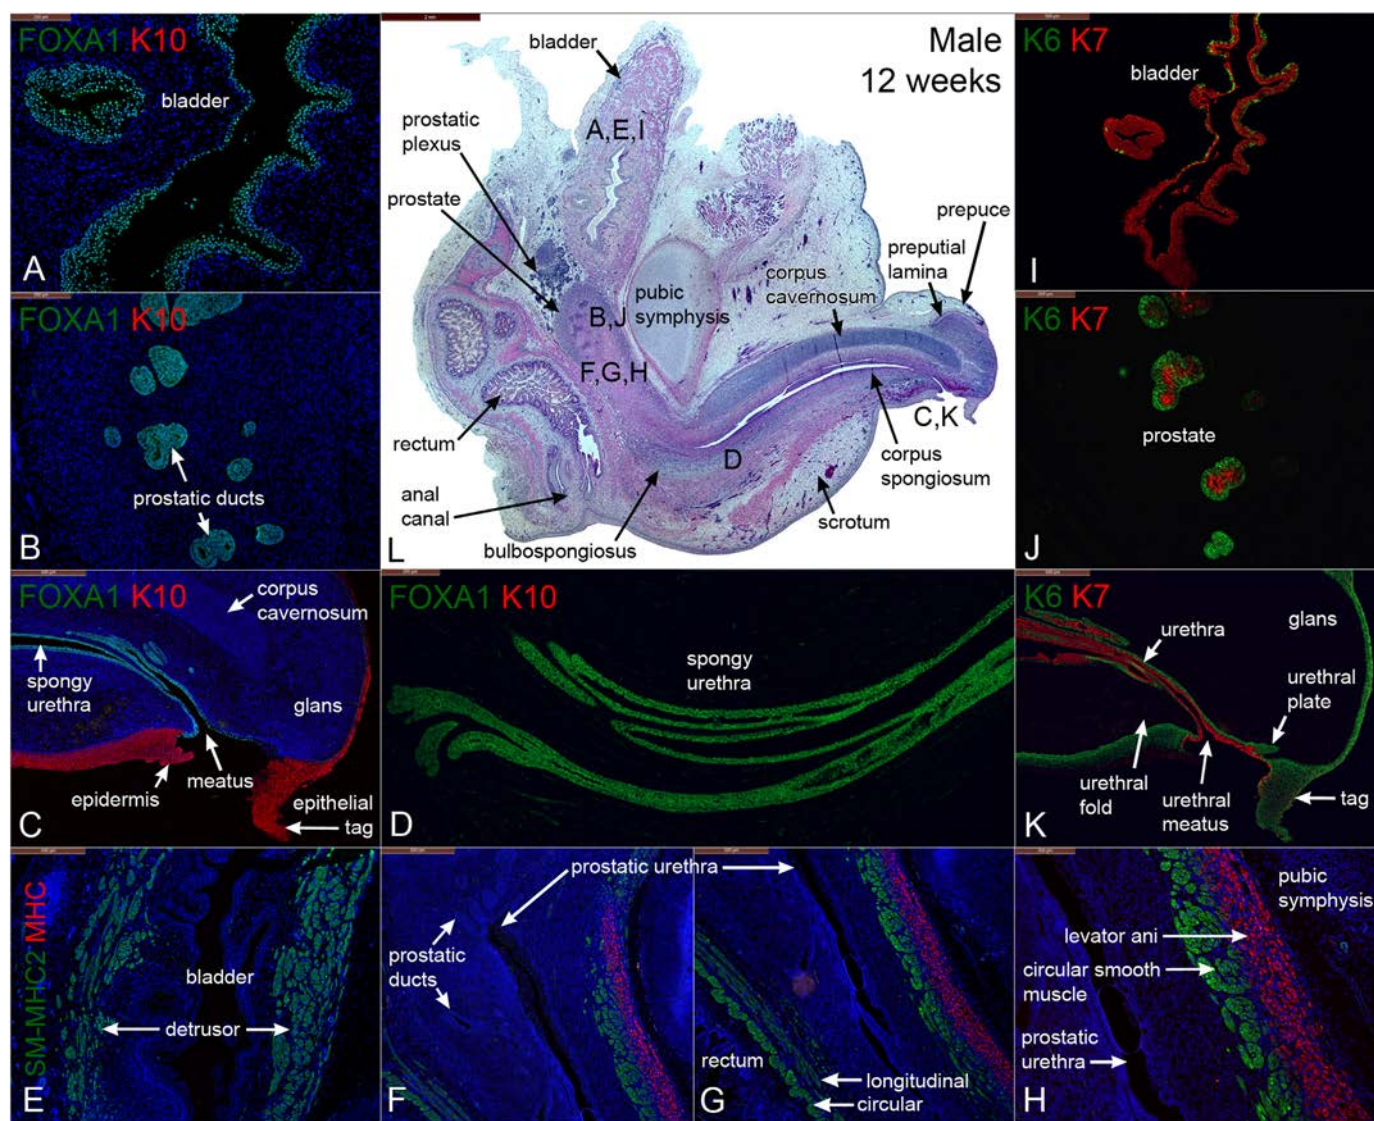 FOXA1 K10
bladder
A
FOXA1 K10
prostatic ducts
B
FOXA1 K10
corpus
cavernosum
spongy
urethra
glans
meatus
epidermis
epithelial
tag
C
2 mm
Male
12 weeks
bladder
prostatic
plexus
A,E,I
prostate
prepuce
preputial
lamina
corpus
cavernosum
pubic
symphysis
B,J
F,G,H
rectum
C,K
D
corpus
spongiosum
anal
canal
scrotum
bulbospongiosus
L
FOXA1 K10
spongy
urethra
D
K6 K7
bladder
I
K6 K7
prostate
J
K6 K7
urethra
glans
urethral
plate
urethral
fold
urethral
meatus
tag
K
SM-MHC2 MHC
bladder
detrusor
E
prostatic urethra
prostatic
ducts
F
rectum
longitudinal
circular
G
pubic
symphysis
levator ani
circular smooth
muscle
prostatic
urethra
H